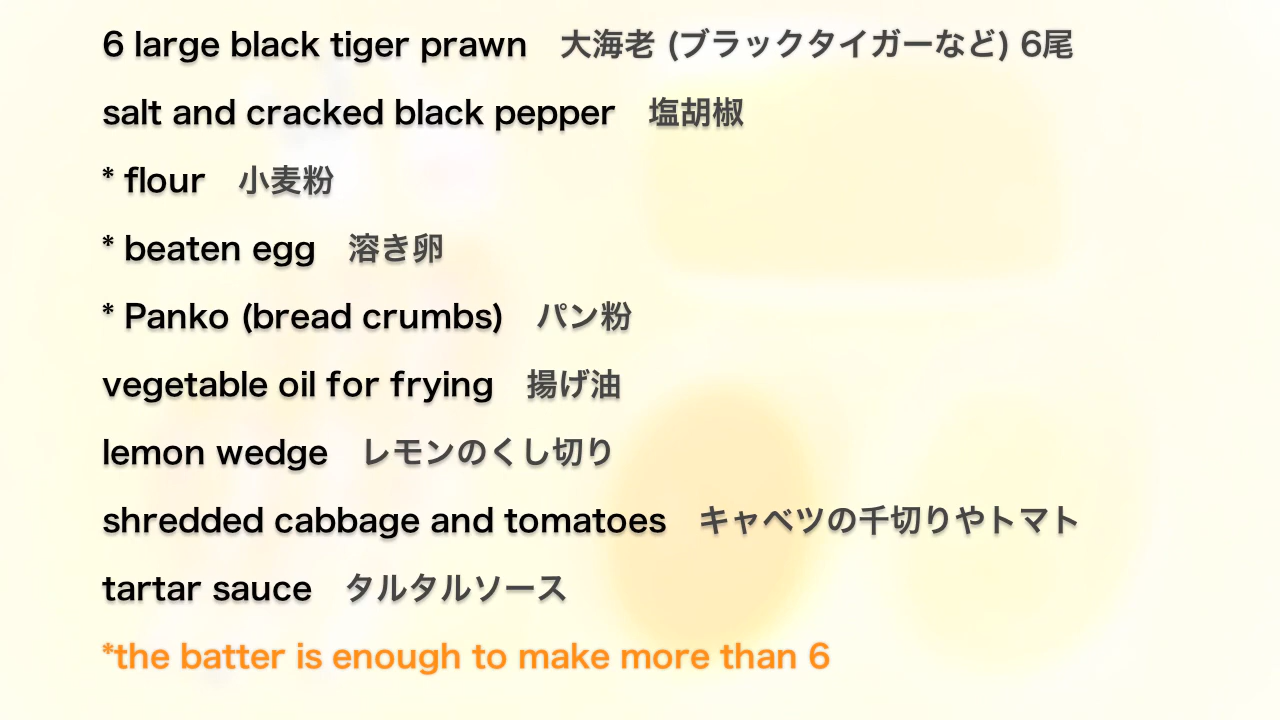 6 large black tiger prawn　大海老 (ブラックタイガーなど) 6尾
salt and cracked black pepper　塩胡椒
* flour　小麦粉
* beaten egg　溶き卵
* Panko (bread crumbs)　パン粉
vegetable oil for frying　揚げ油
lemon wedge　レモンのくし切り
shredded cabbage and tomatoes　キャベツの千切りやトマト
tartar sauce　タルタルソース
*the batter is enough to make more than 6